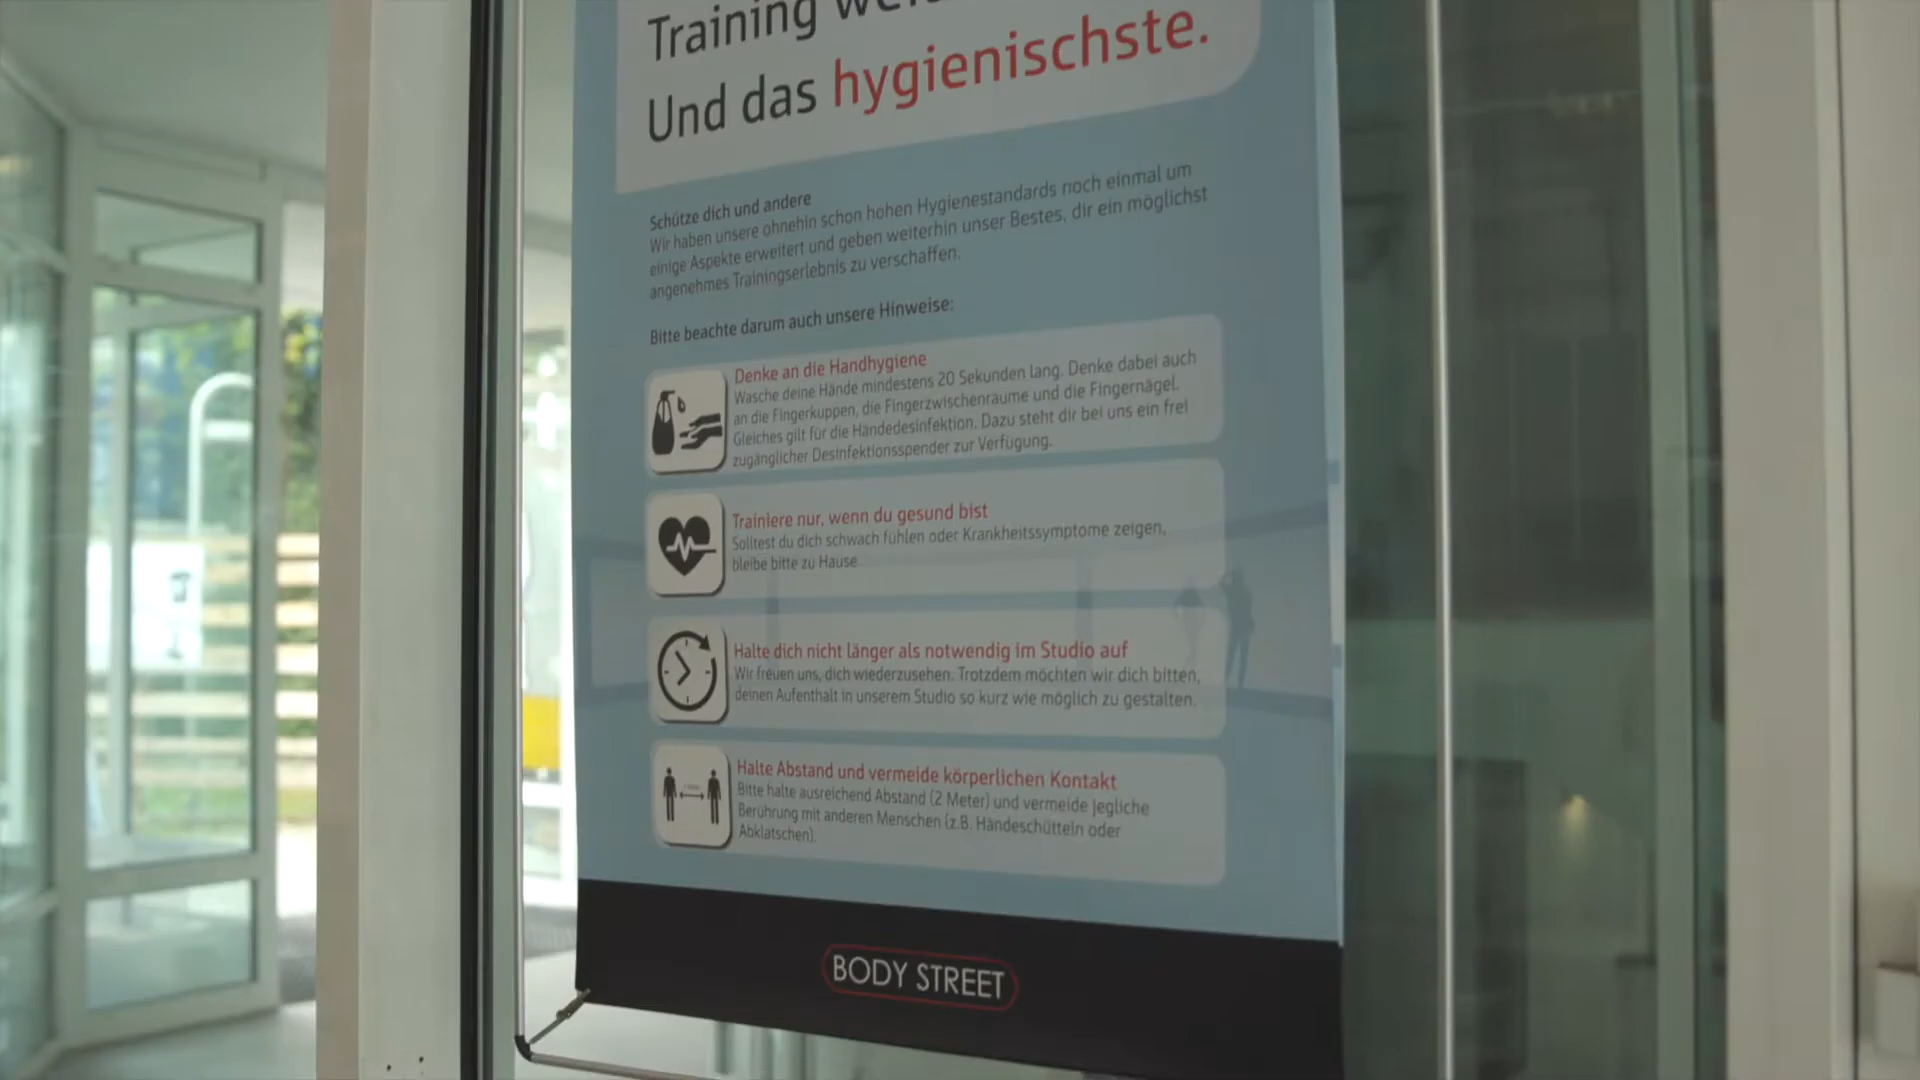 Training
Und das hygienischste.
Schütze dich und andere
Wir haben unsere ohnehin schon hohen Hygienestandards noch einmal um
einige Aspekte erweitert und geben weiterhin unser Bestes, dir ein möglichst
angenehmes Trainingserlebnis zu verschaffen.
Bitte beachte darum auch unsere Hinweise:
Denke an die Handhygiene
Wasche deine Hände mindestens 20 Sekunden lang. Denke dabei auch
an die Fingerkuppen, die Fingerzwischenräume und die Fingernägel.
Gleiches gilt für die Händedesinfektion. Dazu steht dir bei uns ein frei
zugänglicher Desinfektionsspender zur Verfügung.
Trainiere nur, wenn du gesund bist
Solltest du dich schwach fühlen oder Krankheitssymptome zeigen,
bleibe bitte zu Hause
Halte dich nicht länger als notwendig im Studio auf
Wir freuen uns, dich wiederzusehen. Trotzdem möchten wir dich bitten,
deinen Aufenthalt in unserem Studio so kurz wie möglich zu gestalten.
Halte Abstand und vermeide körperlichen Kontakt
Bitte halte ausreichend Abstand (2 Meter) und vermeide jegliche
Berührung mit anderen Menschen (z.B. Händeschütteln oder
Abklatschen).
BODY STREET